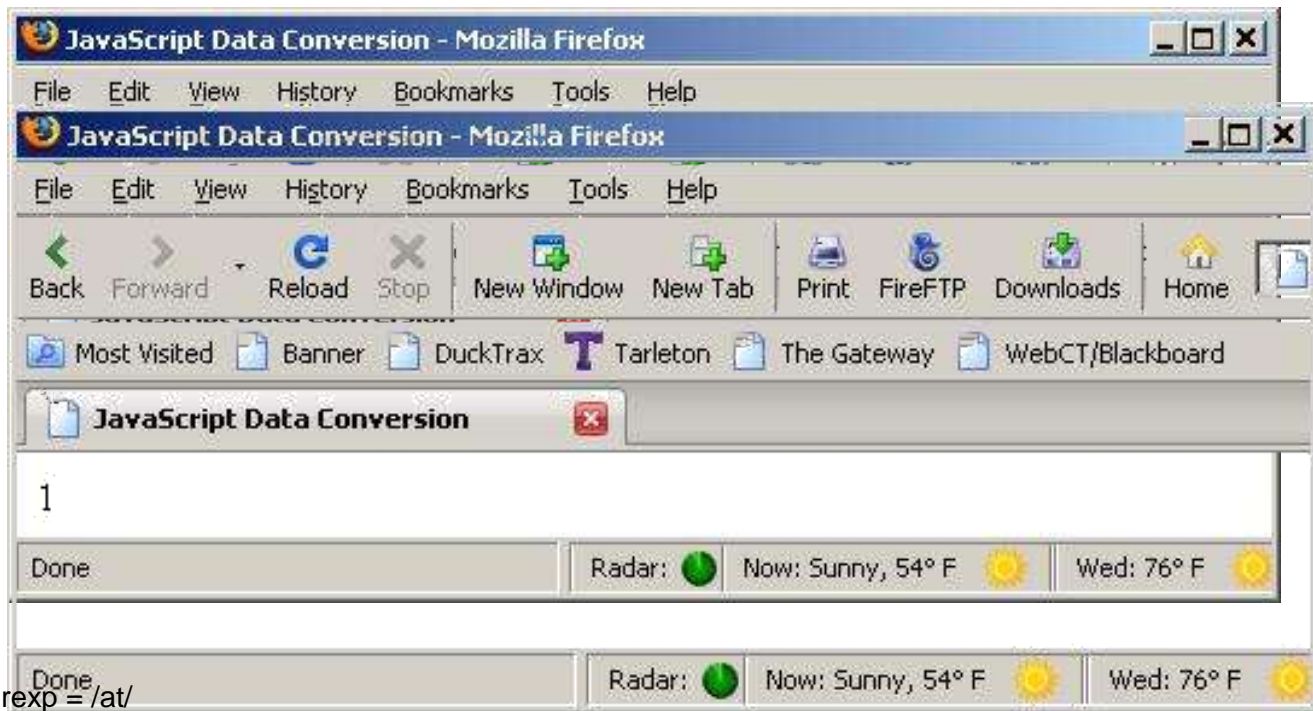 JavaScript Data Conversion - Mozilla Firefox
File Edit View History Bookmarks Tools Help
JavaScript Data Conversion - Mozilla Firefox
File Edit View History Bookmarks Tools Help
Back Forward Reload Stop New Window New Tab Print FireFTP Downloads Home
Most Visited Banner DuckTrax Tarleton The Gateway WebCT/Blackboard
JavaScript Data Conversion
1
Done Radar: Now: Sunny, 54° F Wed: 76° F
Done Radar: Now: Sunny, 54° F Wed: 76° F
rexp = /at/